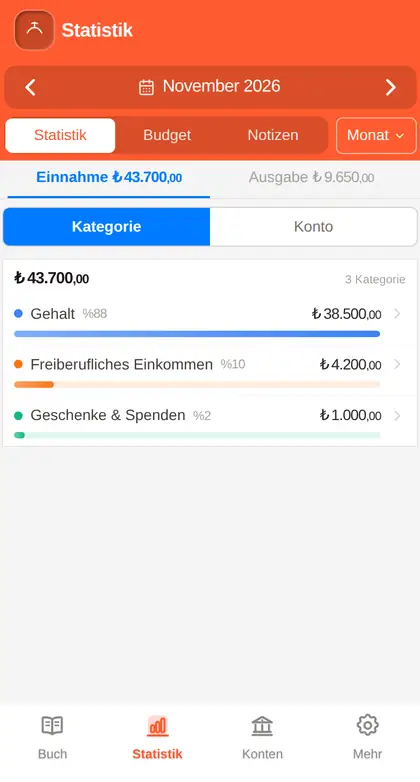 Statistik
November 2026
Statistik Budget Notizen Monat
Einnahme ₺43.700,00 Ausgabe ₺9.650,00
Kategorie Konto
₺43.700,00 3 Kategorie
Gehalt %88 ₺38.500,00
Freiberufliches Einkommen %10 ₺4.200,00
Geschenke & Spenden %2 ₺1.000,00
Buch Statistik Konten Mehr